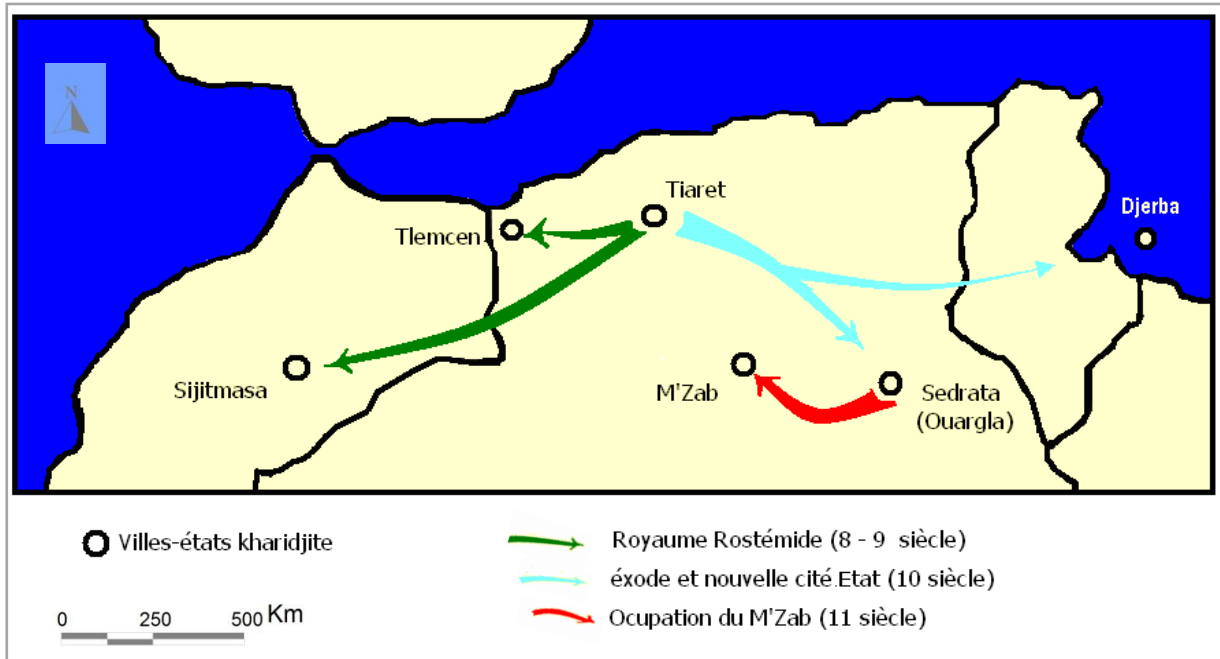 N
Tiaret
Djerba
Tlemcen
Sijitmasa
M'Zab
Sedrata
(Ouargla)
Villes-états kharidjite
Royaume Rostémide (8 - 9 siècle)
éxode et nouvelle cité.Etat (10 siècle)
Ocupation du M'Zab (11 siècle)
0 250 500 Km